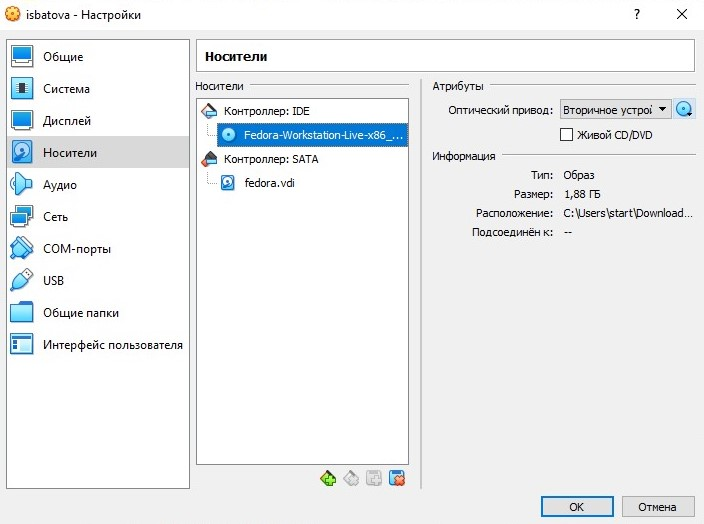 isbatova - Настройки
?
Общие
Система
Дисплей
Носители
Аудио
Сеть
COM-порты
USB
Общие папки
Интерфейс пользователя
Носители
Носители
Контроллер: IDE
Fedora-Workstation-Live-x86_...
Контроллер: SATA
fedora.vdi
Атрибуты
Оптический привод: Вторичное устрой
Живой CD/DVD
Информация
Тип: Образ
Размер: 1,88 ГБ
Расположение: C:\Users\start\Download...
Подсоединён к: --
OK
Отмена